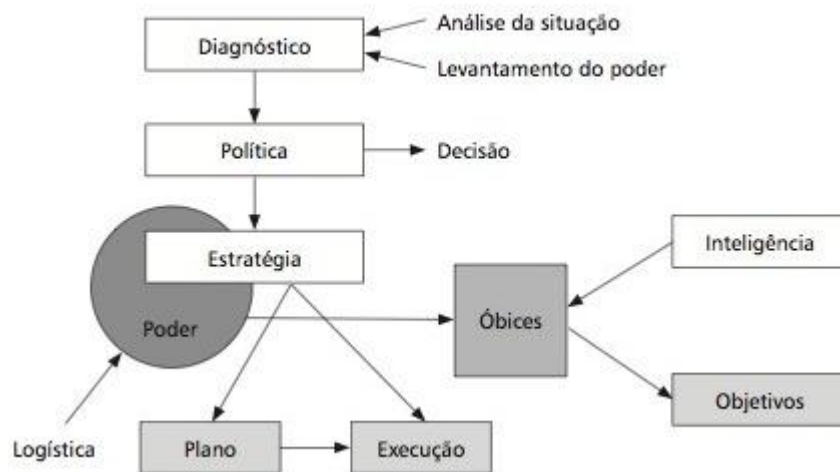 Análise da situação
Diagnóstico
Levantamento do poder
Política
Decisão
Estratégia
Inteligência
Poder
Óbices
Objetivos
Logística
Plano
Execução